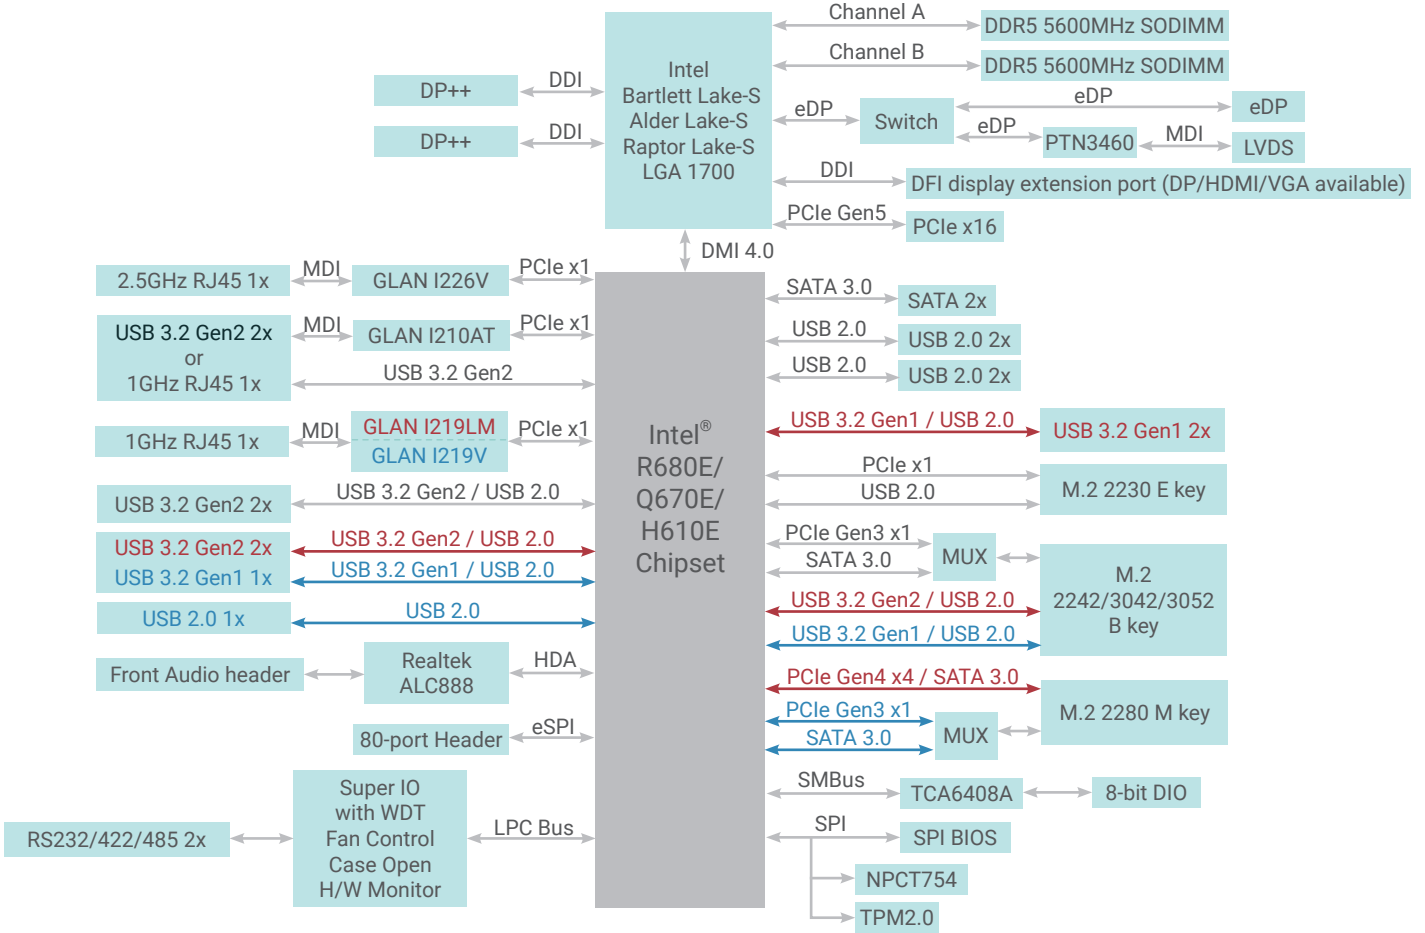 Channel A
DDR5 5600MHz SODIMM
Channel B
DDR5 5600MHz SODIMM
Intel
Bartlett Lake-S
Alder Lake-S
Raptor Lake-S
LGA 1700
DP++
DDI
DP++
DDI
eDP
Switch
eDP
eDP
eDP
PTN3460
MDI
LVDS
DDI
DFI display extension port (DP/HDMI/VGA available)
PCIe Gen5
PCIe x16
DMI 4.0
2.5GHz RJ45 1x
MDI
GLAN I226V
PCIe x1
USB 3.2 Gen2 2x
or
1GHz RJ45 1x
MDI
GLAN I210AT
PCIe x1
USB 3.2 Gen2
1GHz RJ45 1x
MDI
GLAN I219LM
GLAN I219V
PCIe x1
USB 3.2 Gen2 2x
USB 3.2 Gen2 / USB 2.0
USB 3.2 Gen2 2x
USB 3.2 Gen2 / USB 2.0
USB 3.2 Gen1 1x
USB 3.2 Gen1 / USB 2.0
USB 2.0 1x
USB 2.0
Front Audio header
Realtek
ALC888
HDA
80-port Header
eSPI
RS232/422/485 2x
Super IO
with WDT
Fan Control
Case Open
H/W Monitor
LPC Bus
Intel®
R680E/
Q670E/
H610E
Chipset
SATA 3.0
SATA 2x
USB 2.0
USB 2.0 2x
USB 2.0
USB 2.0 2x
USB 3.2 Gen1 / USB 2.0
USB 3.2 Gen1 2x
PCIe x1
USB 2.0
M.2 2230 E key
PCIe Gen3 x1
SATA 3.0
MUX
USB 3.2 Gen2 / USB 2.0
USB 3.2 Gen1 / USB 2.0
M.2
2242/3042/3052
B key
PCIe Gen4 x4 / SATA 3.0
PCIe Gen3 x1
SATA 3.0
MUX
M.2 2280 M key
SMBus
TCA6408A
8-bit DIO
SPI
SPI BIOS
NPCT754
TPM2.0